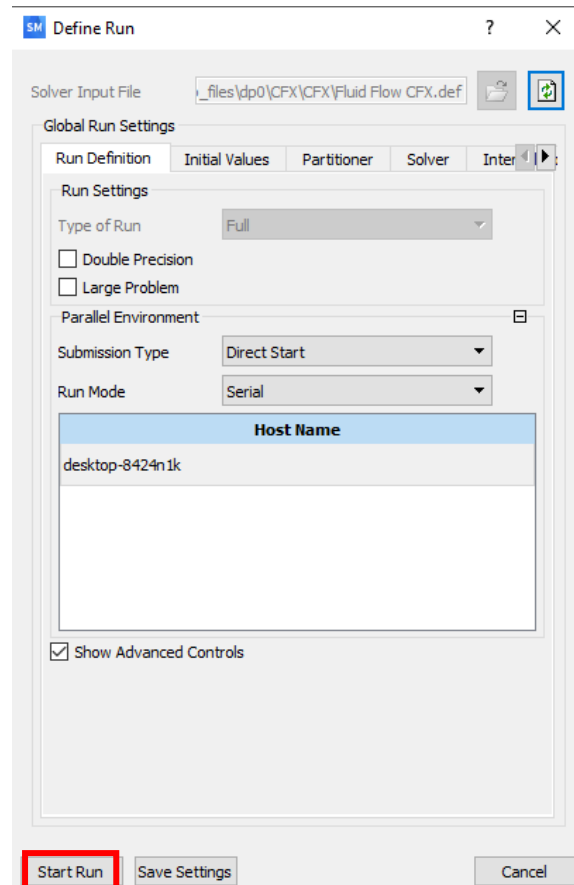 SM Define Run ? ×
Solver Input File _files\dp0\CFX\CFX\Fluid Flow CFX.def
Global Run Settings
Run Definition Initial Values Partitioner Solver Inter
Run Settings
Type of Run Full
Double Precision
Large Problem
Parallel Environment
Submission Type Direct Start
Run Mode Serial
Host Name
desktop-8424n1k
Show Advanced Controls
Start Run Save Settings Cancel